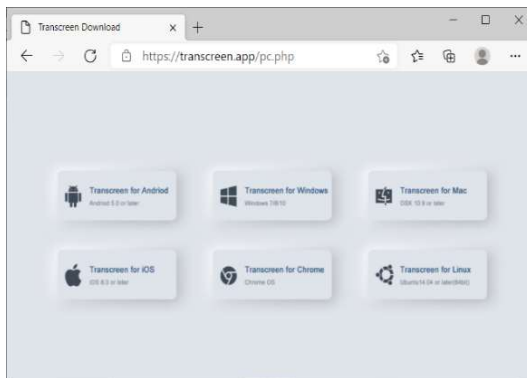 Transcreen Download
https://transcreen.app/pc.php
Transcreen for Andriod
Android 5.0 or later
Transcreen for Windows
Windows 7/8/10
Transcreen for Mac
OSX 10.9 or later
Transcreen for iOS
iOS 8.0 or later
Transcreen for Chrome
Chrome OS
Transcreen for Linux
Ubuntu14.04 or later(64bit)